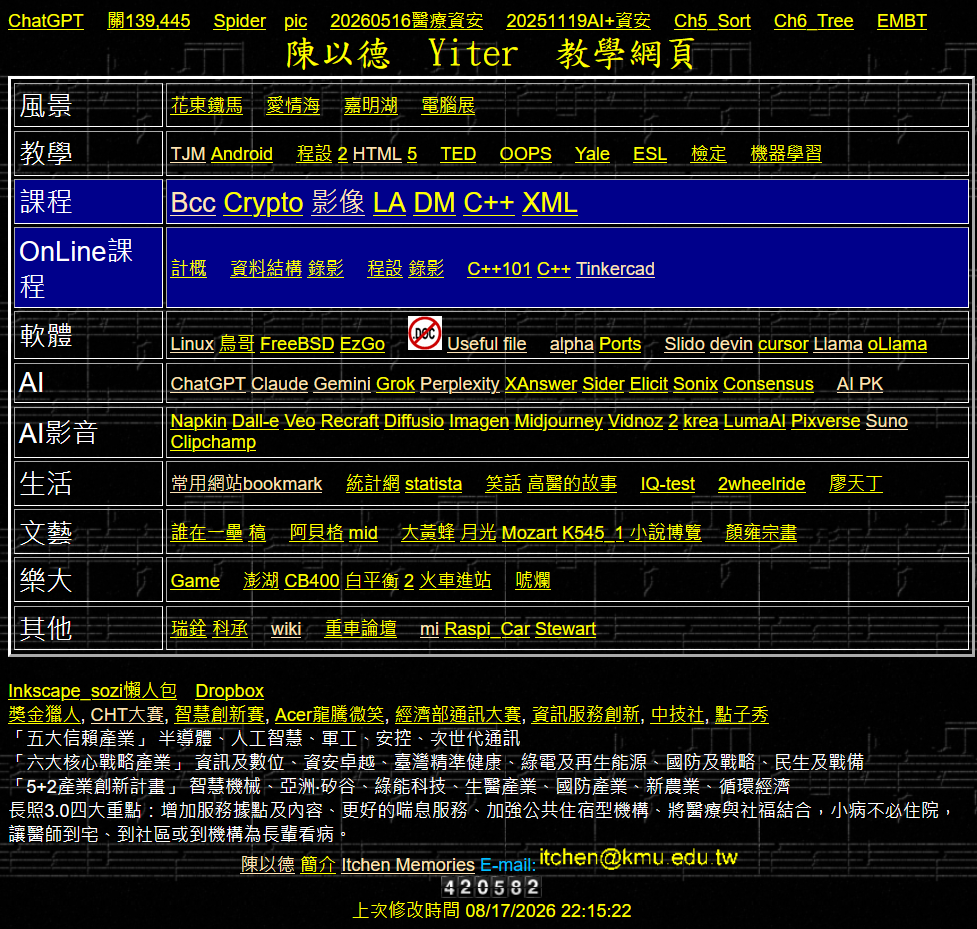 ChatGPT 關139,445 Spider pic 20260516醫療資安 20251119AI+資安 Ch5_Sort Ch6_Tree EMBT
陳以德 Yiter 教學網頁
風景 花東鐵馬 愛情海 嘉明湖 電腦展
教學 TJM Android 程設 2 HTML 5 TED OOPS Yale ESL 檢定 機器學習
課程 Bcc Crypto 影像 LA DM C++ XML
OnLine課
程 計概 資料結構 錄影 程設 錄影 C++101 C++ Tinkercad
軟體 Linux 鳥哥 FreeBSD EzGo DOC Useful file alpha Ports Slido devin cursor Llama oLlama
AI ChatGPT Claude Gemini Grok Perplexity XAnswer Sider Elicit Sonix Consensus AI PK
AI影音 Napkin Dall-e Veo Recraft Diffusio Imagen Midjourney Vidnoz 2 krea LumaAI Pixverse Suno
Clipchamp
生活 常用網站bookmark 統計網 statista 笑話 高醫的故事 IQ-test 2wheelride 廖天丁
文藝 誰在一壘 稿 阿貝格 mid 大黃蜂 月光 Mozart K545_1 小說博覽 顏雍宗畫
樂大 Game 澎湖 CB400 白平衡 2 火車進站 唬爛
其他 瑞銓 科承 wiki 重車論壇 mi Raspi_Car Stewart
Inkscape_sozi懶人包 Dropbox
獎金獵人, CHT大賽, 智慧創新賽, Acer龍騰微笑, 經濟部通訊大賽, 資訊服務創新, 中技社, 點子秀
「五大信賴產業」 半導體、人工智慧、軍工、安控、次世代通訊
「六大核心戰略產業」 資訊及數位、資安卓越、臺灣精準健康、綠電及再生能源、國防及戰略、民生及戰備
「5+2產業創新計畫」 智慧機械、亞洲·矽谷、綠能科技、生醫產業、國防產業、新農業、循環經濟
長照3.0四大重點：增加服務據點及內容、更好的喘息服務、加強公共住宿型機構、將醫療與社福結合，小病不必住院，
讓醫師到宅、到社區或到機構為長輩看病。
陳以德 簡介 Itchen Memories E-mail: itchen@kmu.edu.tw
420582
上次修改時間 08/17/2026 22:15:22